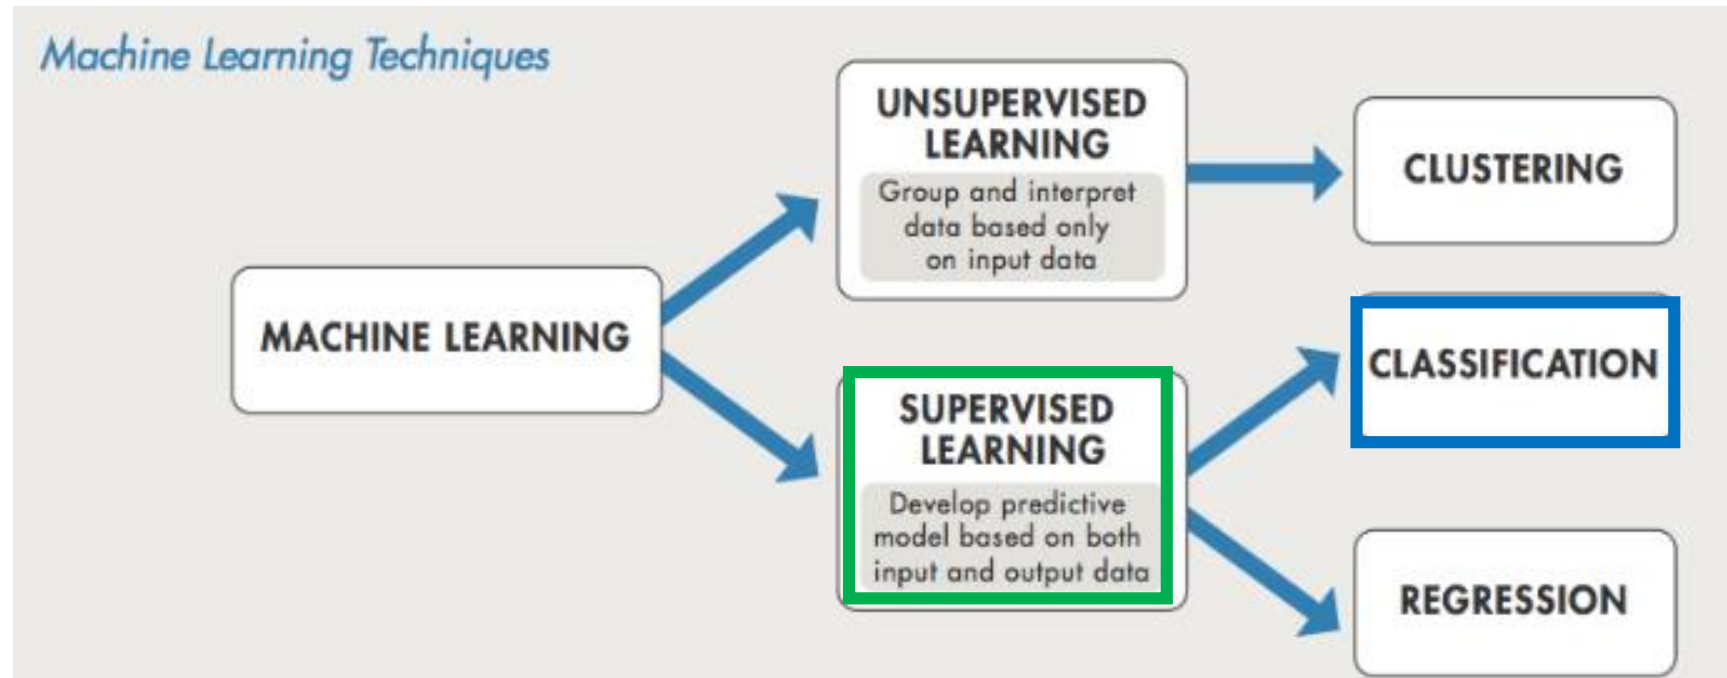 Machine Learning Techniques
MACHINE LEARNING
UNSUPERVISED
LEARNING
Group and interpret
data based only
on input data
CLUSTERING
SUPERVISED
LEARNING
Develop predictive
model based on both
input and output data
CLASSIFICATION
REGRESSION